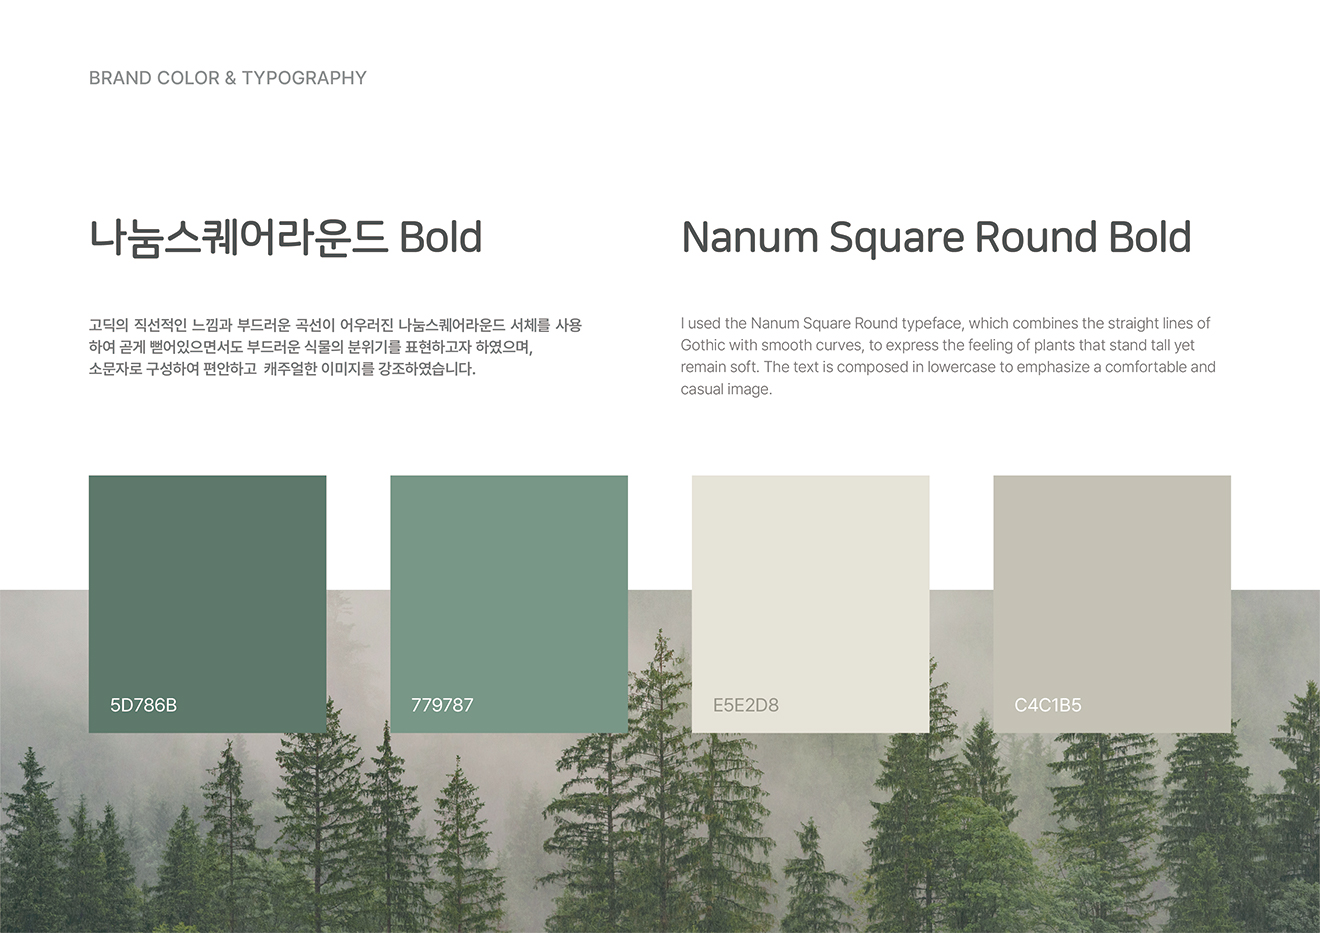 BRAND COLOR & TYPOGRAPHY
나눔스퀘어라운드 Bold
고딕의 직선적인 느낌과 부드러운 곡선이 어우러진 나눔스퀘어라운드 서체를 사용
하여 곧게 뻗어있으면서도 부드러운 식물의 분위기를 표현하고자 하였으며,
소문자로 구성하여 편안하고 캐주얼한 이미지를 강조하였습니다.
Nanum Square Round Bold
I used the Nanum Square Round typeface, which combines the straight lines of
Gothic with smooth curves, to express the feeling of plants that stand tall yet
remain soft. The text is composed in lowercase to emphasize a comfortable and
casual image.
5D786B
779787
E5E2D8
C4C1B5